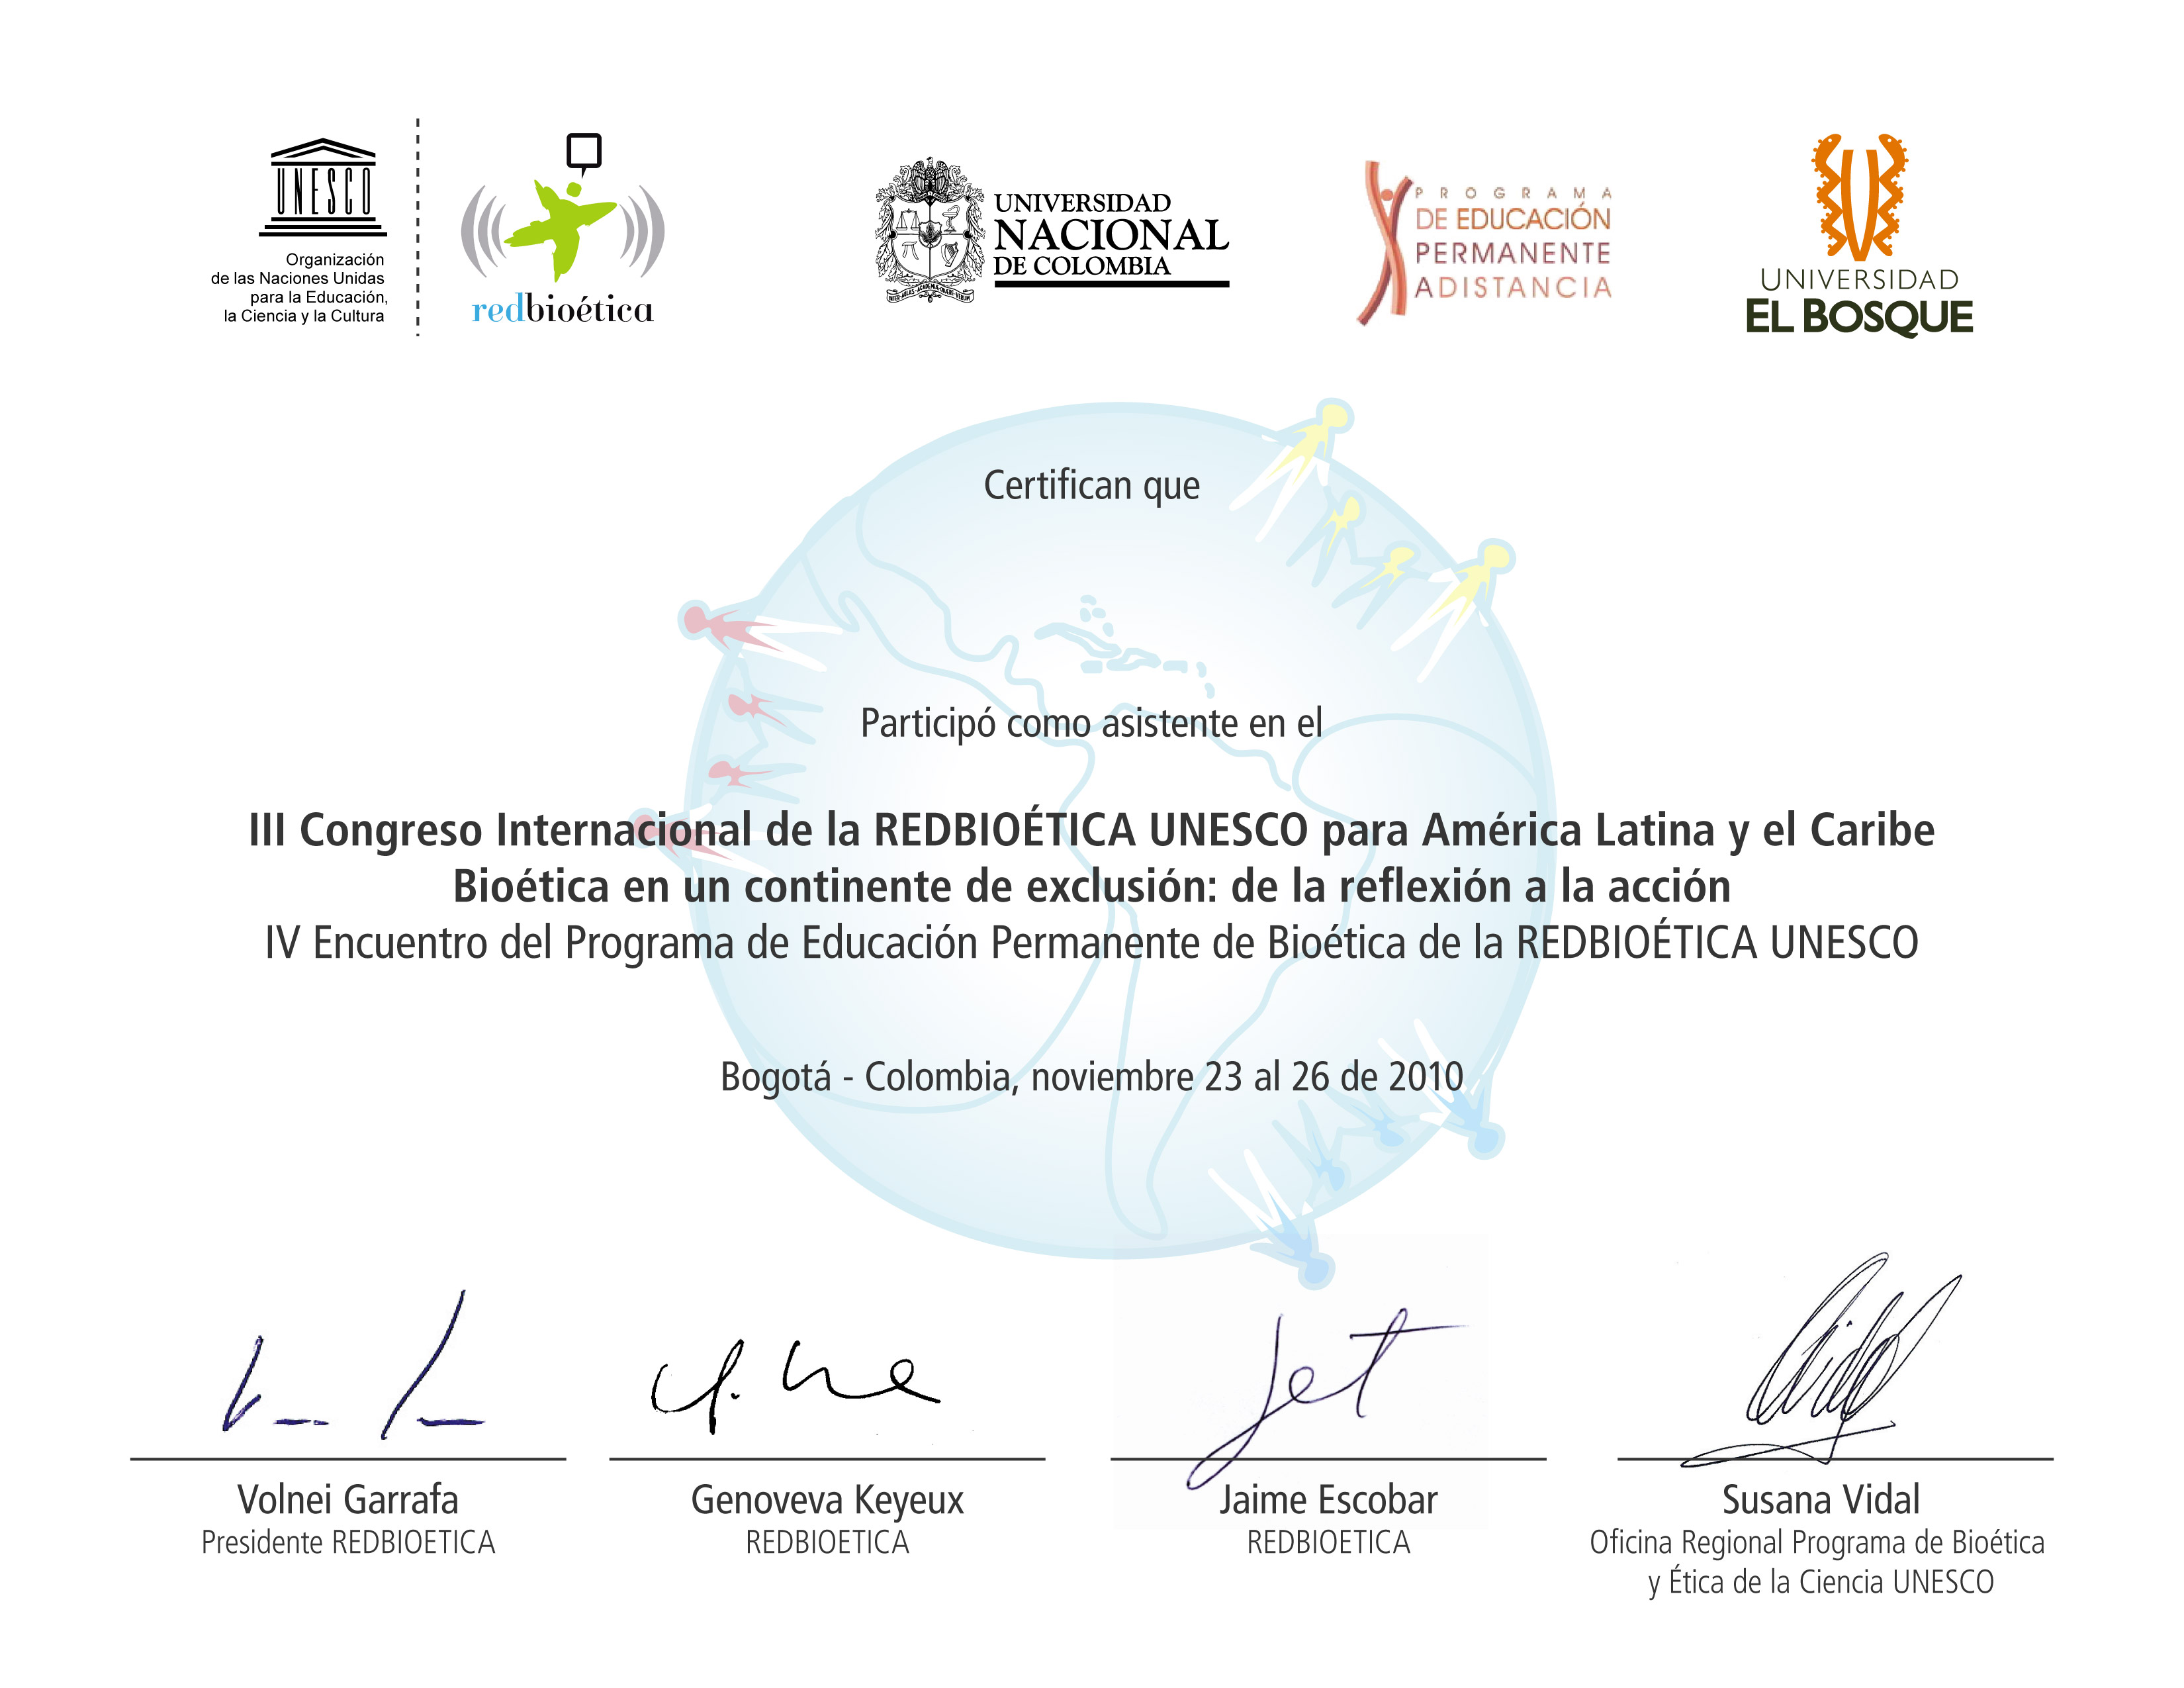 UNESCO
Organización
de las Naciones Unidas
para la Educación,
la Ciencia y la Cultura
redbioética
UNIVERSIDAD
NACIONAL
DE COLOMBIA
PROGRAMA
DE EDUCACIÓN
PERMANENTE
ADISTANCIA
UNIVERSIDAD
EL BOSQUE
Certifican que
Participó como asistente en el
III Congreso Internacional de la REDBIOÉTICA UNESCO para América Latina y el Caribe
Bioética en un continente de exclusión: de la reflexión a la acción
IV Encuentro del Programa de Educación Permanente de Bioética de la REDBIOÉTICA UNESCO
Bogotá - Colombia, noviembre 23 al 26 de 2010
Volnei Garrafa
Presidente REDBIOETICA
Genoveva Keyeux
REDBIOETICA
Jaime Escobar
REDBIOETICA
Susana Vidal
Oficina Regional Programa de Bioética
y Ética de la Ciencia UNESCO